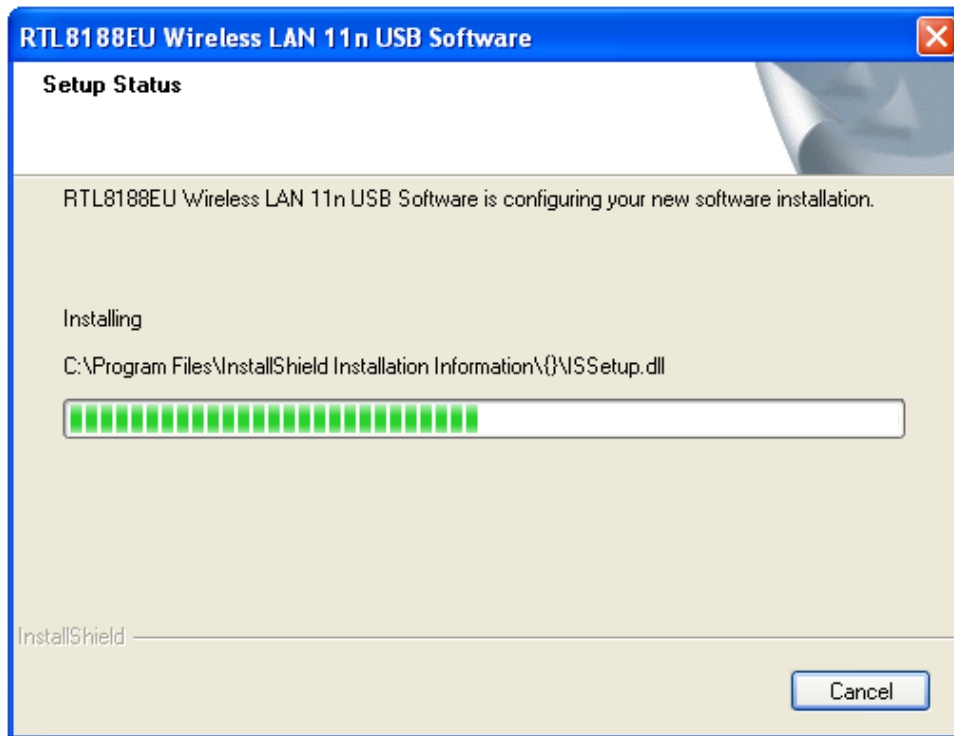 RTL8188EU Wireless LAN 11n USB Software
Setup Status
RTL8188EU Wireless LAN 11n USB Software is configuring your new software installation.
Installing
C:\Program Files\InstallShield Installation Information\{}\ISSetup.dll
InstallShield
Cancel